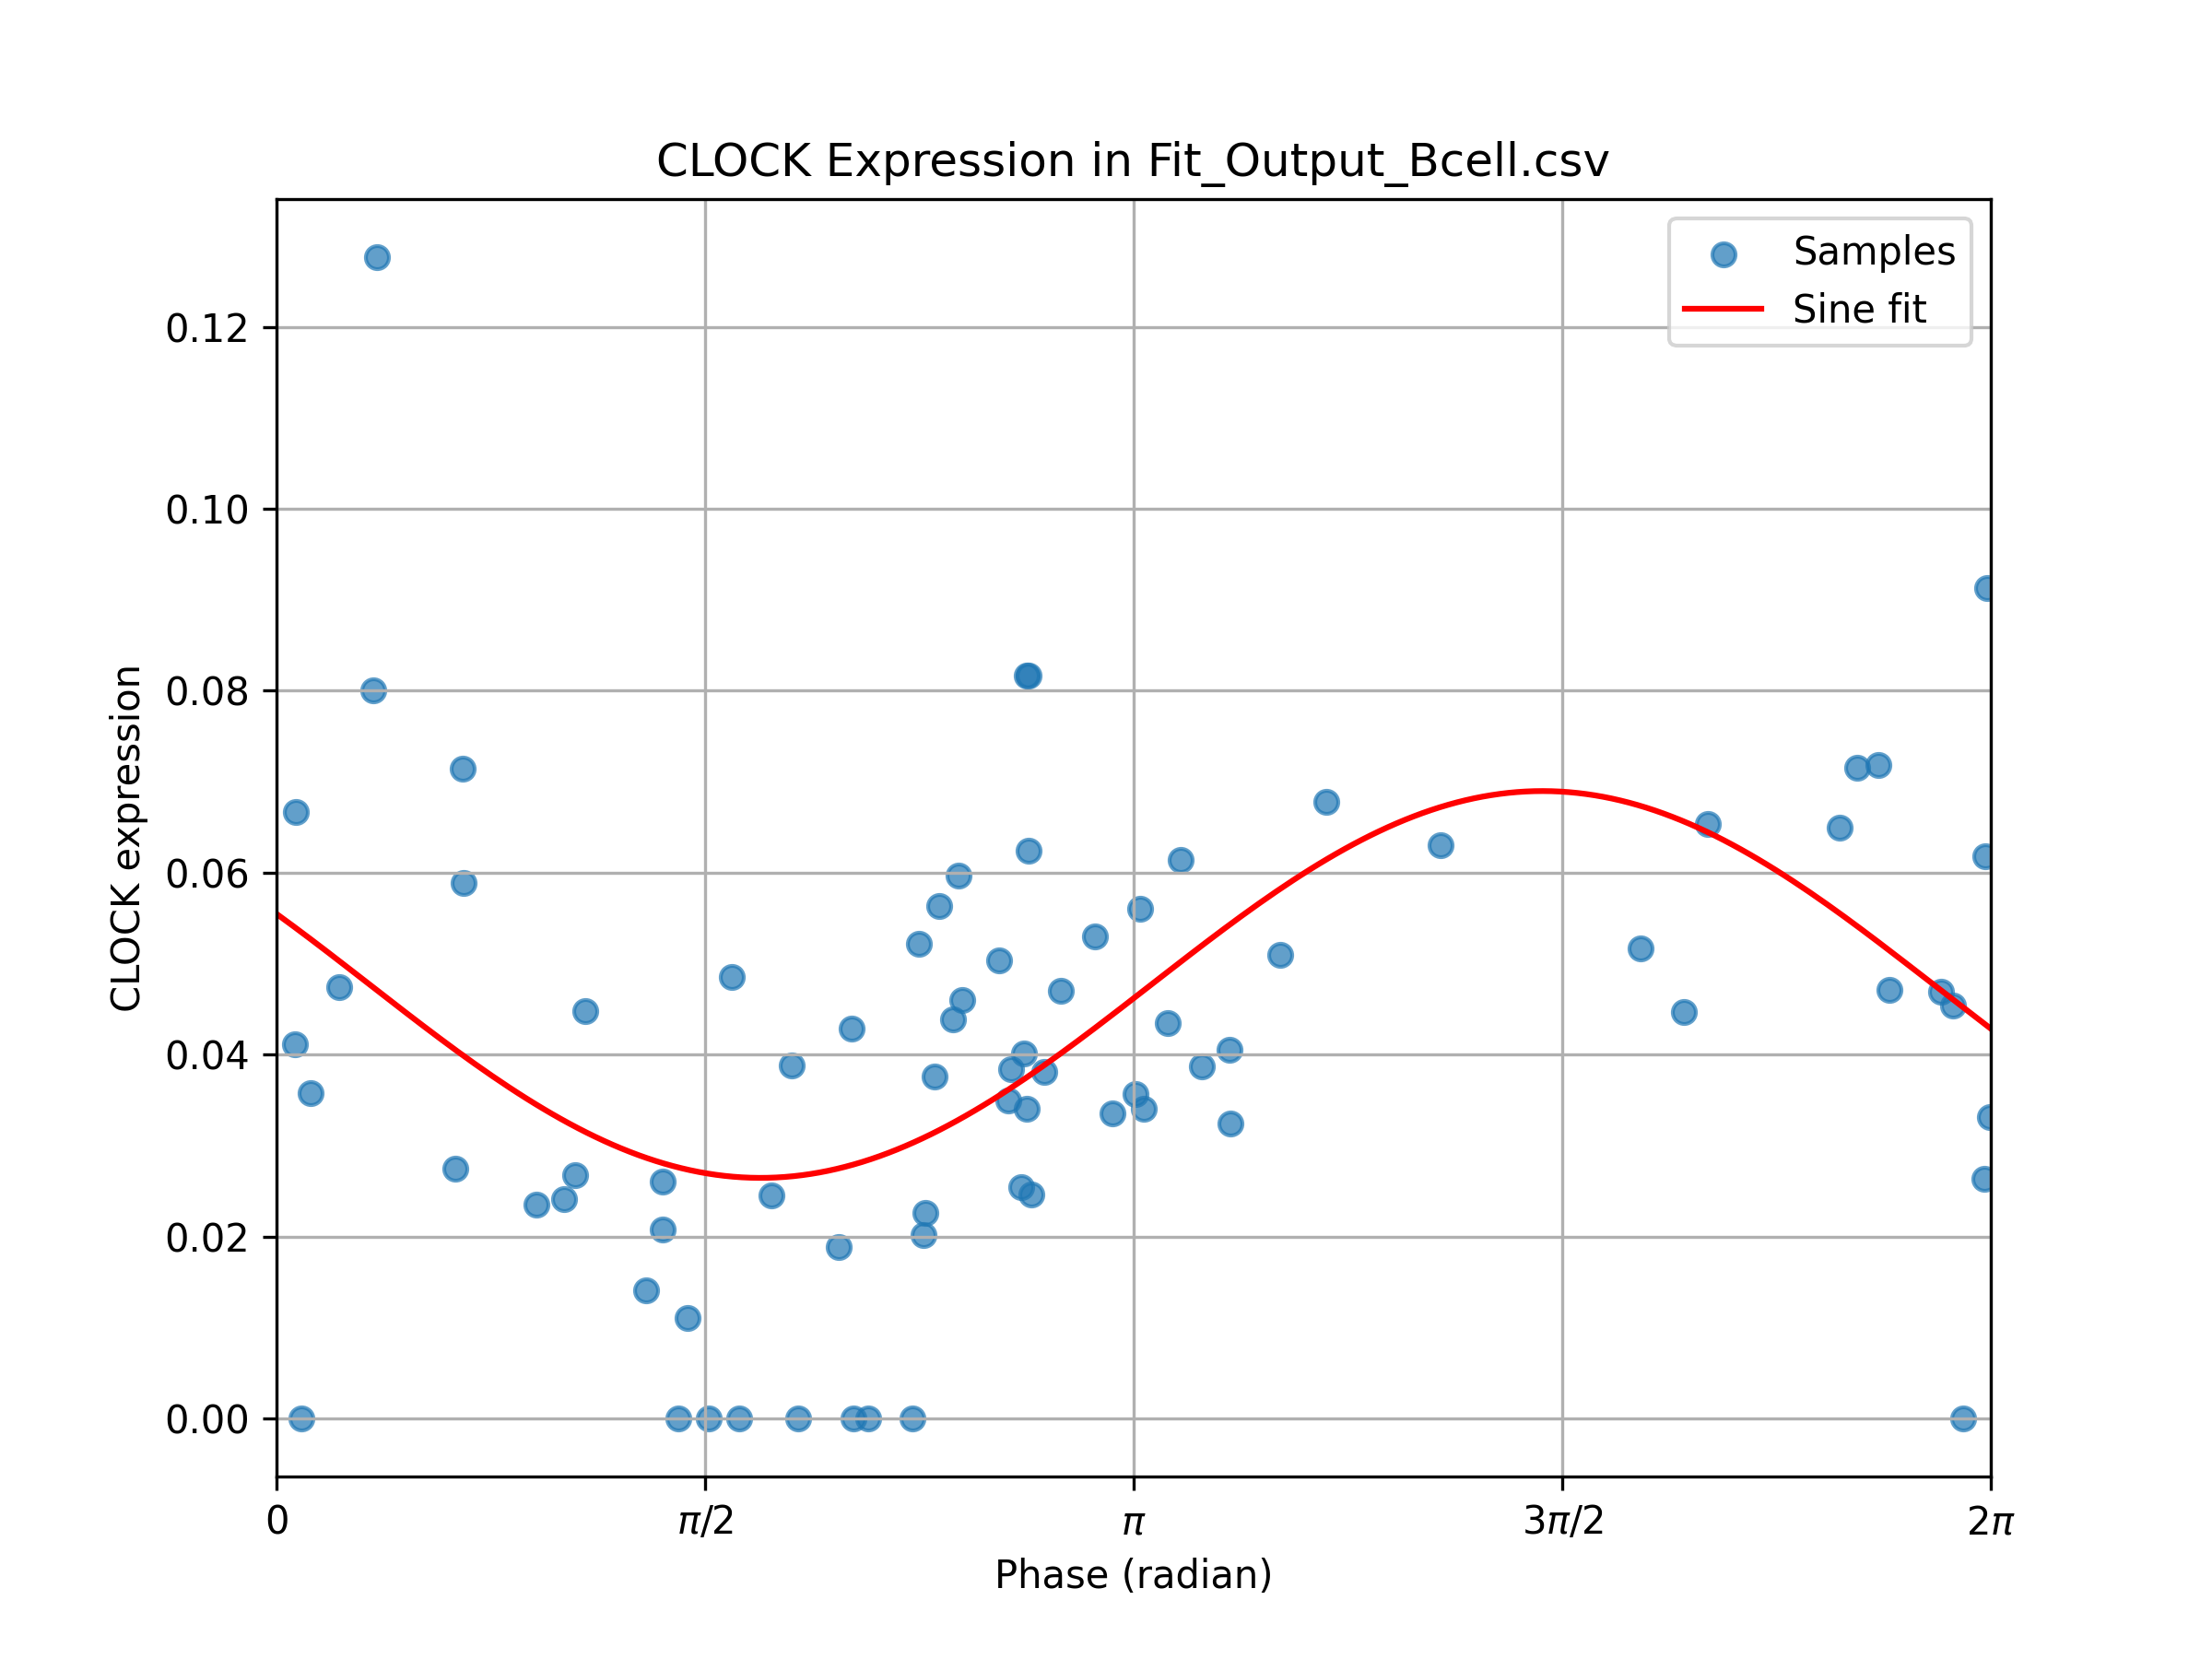 CLOCK Expression in Fit_Output_Bcell.csv
Samples
Sine fit
0.12
0.10
0.08
0.06
0.04
0.02
0.00
CLOCK expression
0
π/2
π
3π/2
2π
Phase (radian)